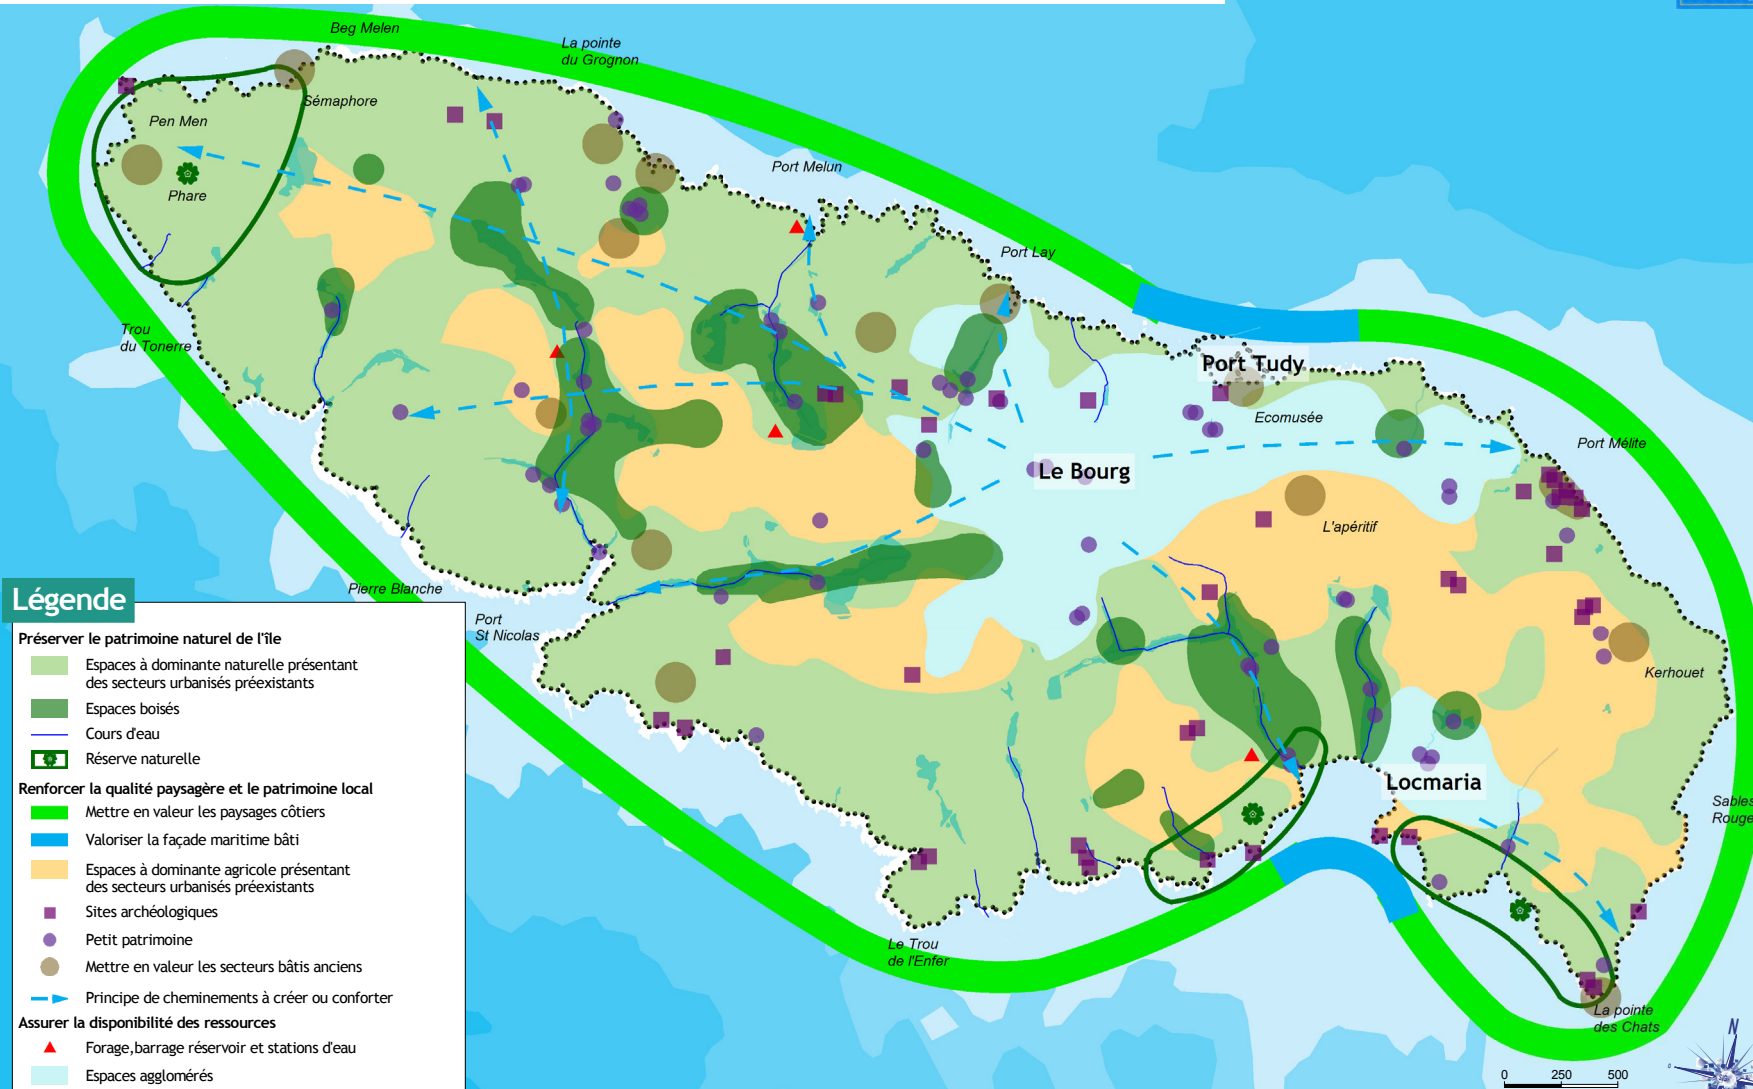 Beg Melen
La pointe
du Grognon
Sémaphore
Pen Men
Phare
Port Melun
Port Lay
Trou
du Tonerre
Port Tudy
Ecomusée
Port Mélite
Le Bourg
L'apéritif
Pierre Blanche
Port
St Nicolas
Kerhouet
Locmaria
Sables
Rouge
Le Trou
de l'Enfer
La pointe
des Chats
Légende
Préserver le patrimoine naturel de l'île
Espaces à dominante naturelle présentant
des secteurs urbanisés préexistants
Espaces boisés
Cours d'eau
Réserve naturelle
Renforcer la qualité paysagère et le patrimoine local
Mettre en valeur les paysages côtiers
Valoriser la façade maritime bâti
Espaces à dominante agricole présentant
des secteurs urbanisés préexistants
Sites archéologiques
Petit patrimoine
Mettre en valeur les secteurs bâtis anciens
Principe de cheminements à créer ou conforter
Assurer la disponibilité des ressources
Forage,barrage réservoir et stations d'eau
Espaces agglomérés
0 250 500
N